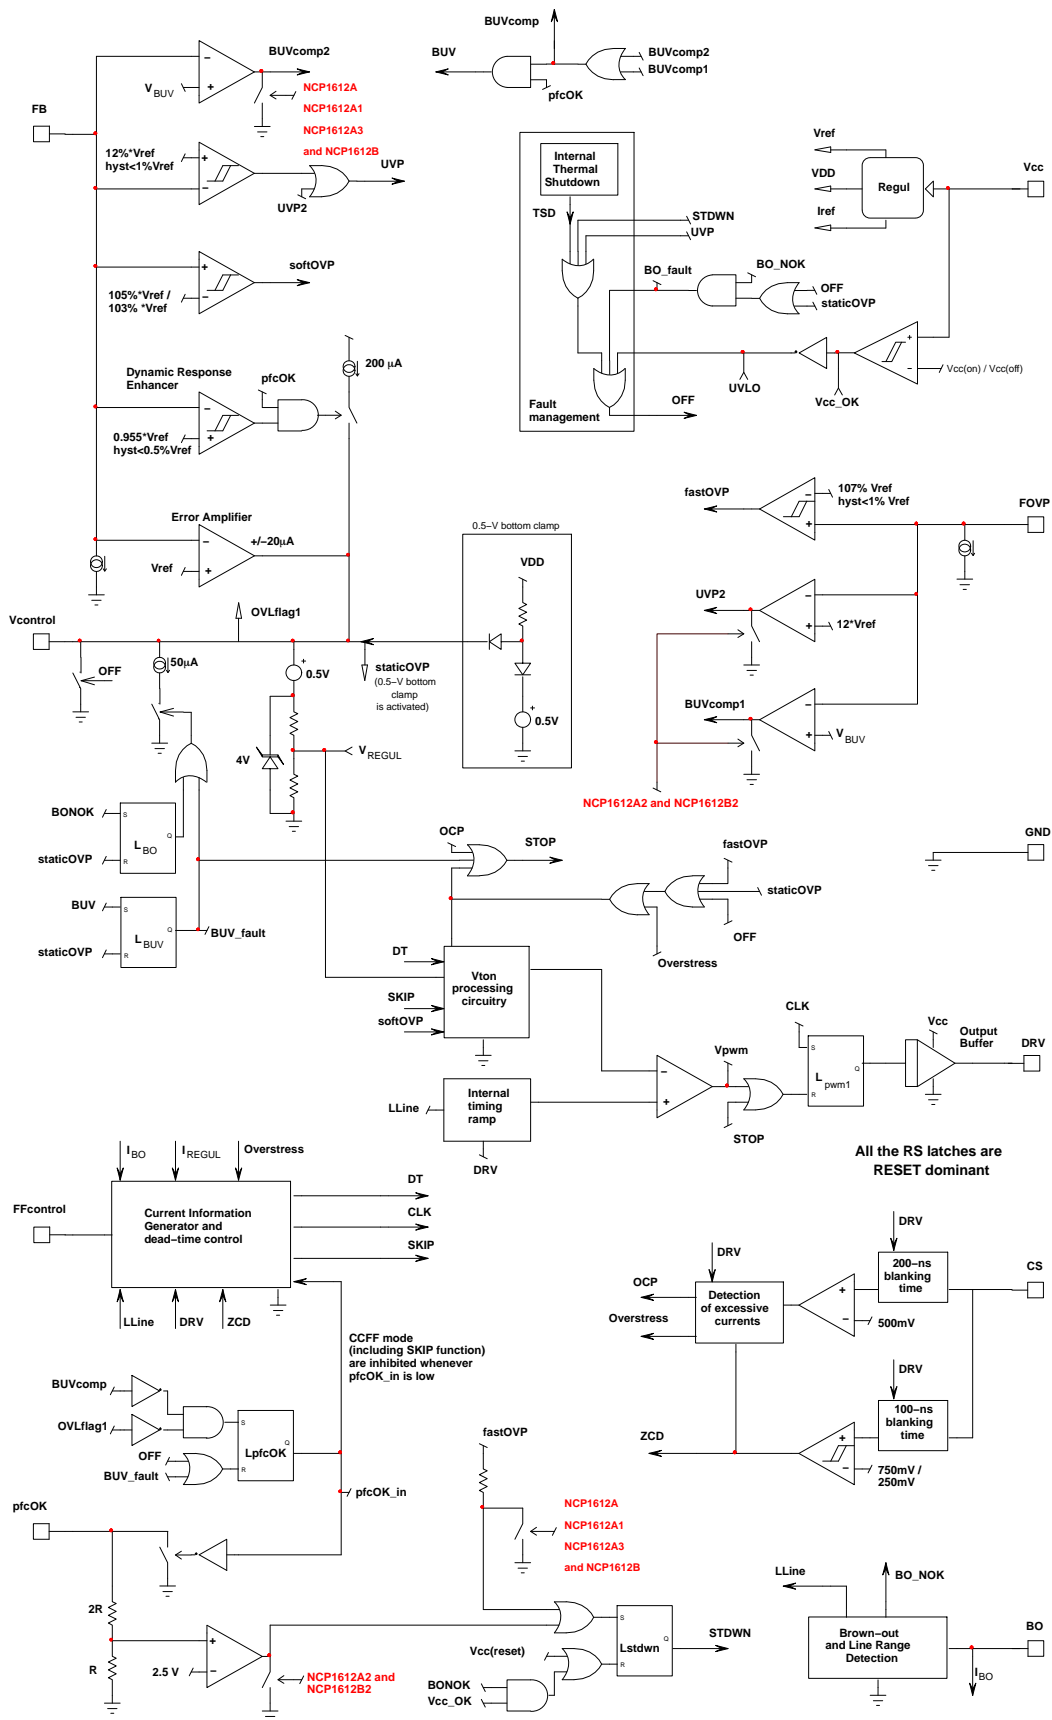 BUVcomp
BUVcomp2
BUV
BUVcomp2
BUVcomp1
pfcOK
V BUV
NCP1612A
NCP1612A1
NCP1612A3
and NCP1612B
FB
12%*Vref
hyst<1%Vref
UVP
UVP2
Internal
Thermal
Shutdown
TSD
STDWN
UVP
Vref
VDD
Iref
Regul
Vcc
softOVP
105%*Vref /
103% *Vref
BO_fault
BO_NOK
OFF
staticOVP
Dynamic Response
Enhancer
pfcOK
200 µA
0.955*Vref
hyst<0.5%Vref
UVLO
Vcc_OK
Vcc(on) / Vcc(off)
OFF
Fault
management
Error Amplifier
+/−20µA
Vref
0.5−V bottom clamp
VDD
0.5V
fastOVP
107% Vref
hyst<1% Vref
FOVP
UVP2
12*Vref
BUVcomp1
V BUV
NCP1612A2 and NCP1612B2
Vcontrol
OVLflag1
OFF
50µA
0.5V
staticOVP
(0.5−V bottom
clamp
is activated)
4V
V REGUL
BONOK
staticOVP
S
R
Q
L BO
BUV
staticOVP
S
R
Q
L BUV
BUV_fault
OCP
STOP
fastOVP
staticOVP
OFF
Overstress
GND
DT
SKIP
softOVP
Vton
processing
circuitry
LLine
Internal
timing
ramp
DRV
Vpwm
STOP
CLK
S
R
Q
L pwm1
Vcc
Output
Buffer
DRV
All the RS latches are
RESET dominant
I BO
I REGUL
Overstress
FFcontrol
Current Information
Generator and
dead−time control
DT
CLK
SKIP
LLine
DRV
ZCD
CCFF mode
(including SKIP function)
are inhibited whenever
pfcOK_in is low
DRV
200−ns
blanking
time
CS
500mV
DRV
Detection
of excessive
currents
OCP
Overstress
DRV
100−ns
blanking
time
ZCD
750mV /
250mV
BUVcomp
OVLflag1
OFF
BUV_fault
S
R
Q
LpfcOK
pfcOK_in
pfcOK
2R
R
2.5 V
NCP1612A2 and
NCP1612B2
fastOVP
NCP1612A
NCP1612A1
NCP1612A3
and NCP1612B
Vcc(reset)
BONOK
Vcc_OK
S
R
Q
Lstdwn
STDWN
LLine
BO_NOK
Brown−out
and Line Range
Detection
BO
I BO